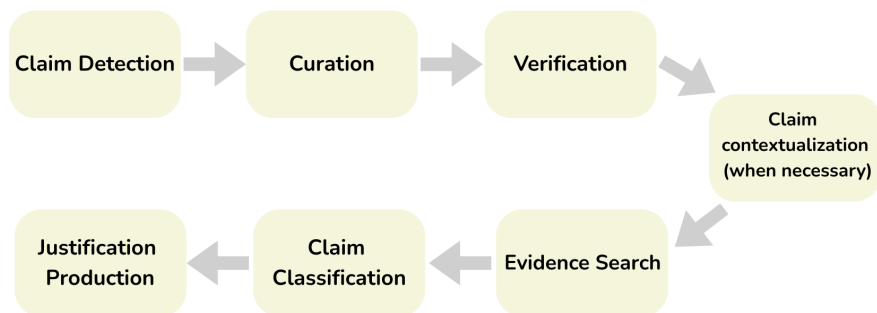 Claim Detection
Curation
Verification
Claim
contextualization
(when necessary)
Evidence Search
Claim
Classification
Justification
Production